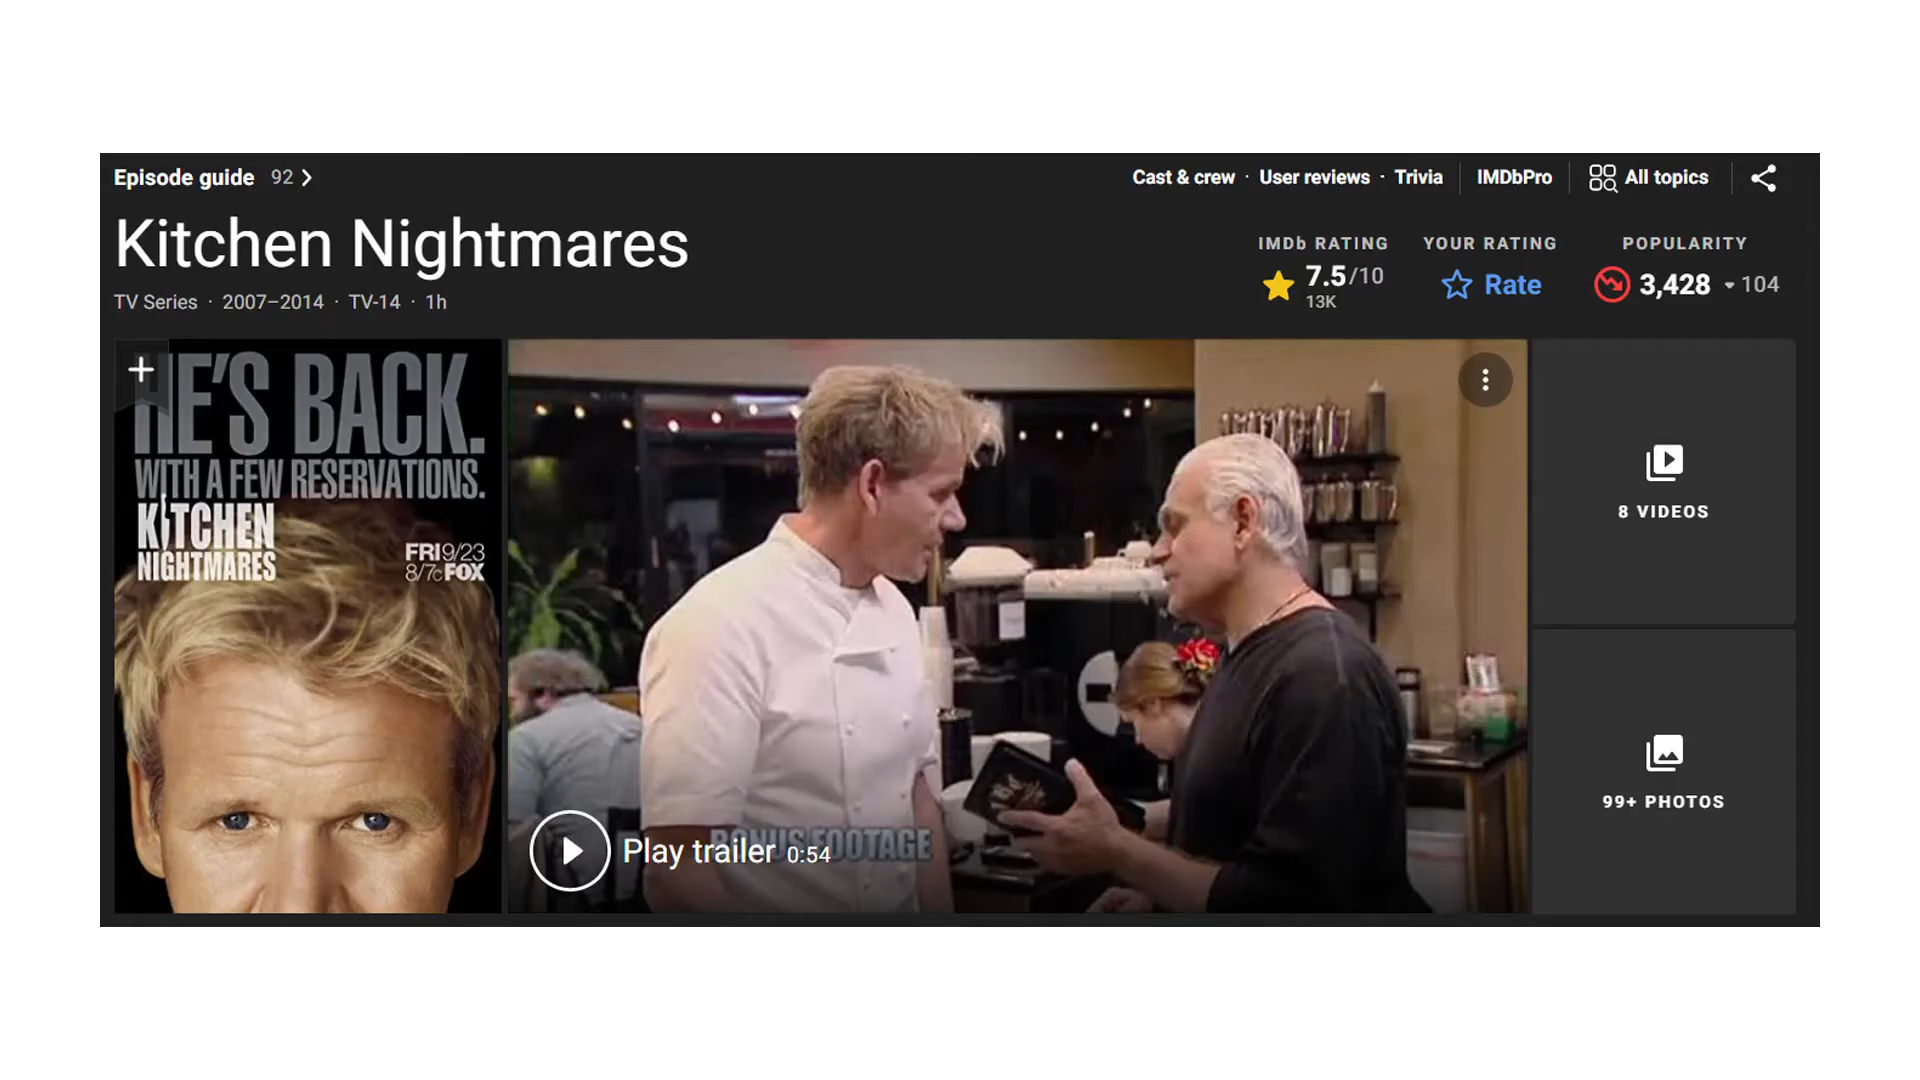 Episode guide 92
Cast & crew · User reviews · Trivia IMDbPro All topics
Kitchen Nightmares
TV Series · 2007–2014 · TV-14 · 1h
IMDb RATING
7.5/10
13K
YOUR RATING
Rate
POPULARITY
3,428 104
HE'S BACK.
WITH A FEW RESERVATIONS.
KITCHEN
NIGHTMARES
FRI 9/23
8/7c FOX
BONUS FOOTAGE
Play trailer 0:54
8 VIDEOS
99+ PHOTOS